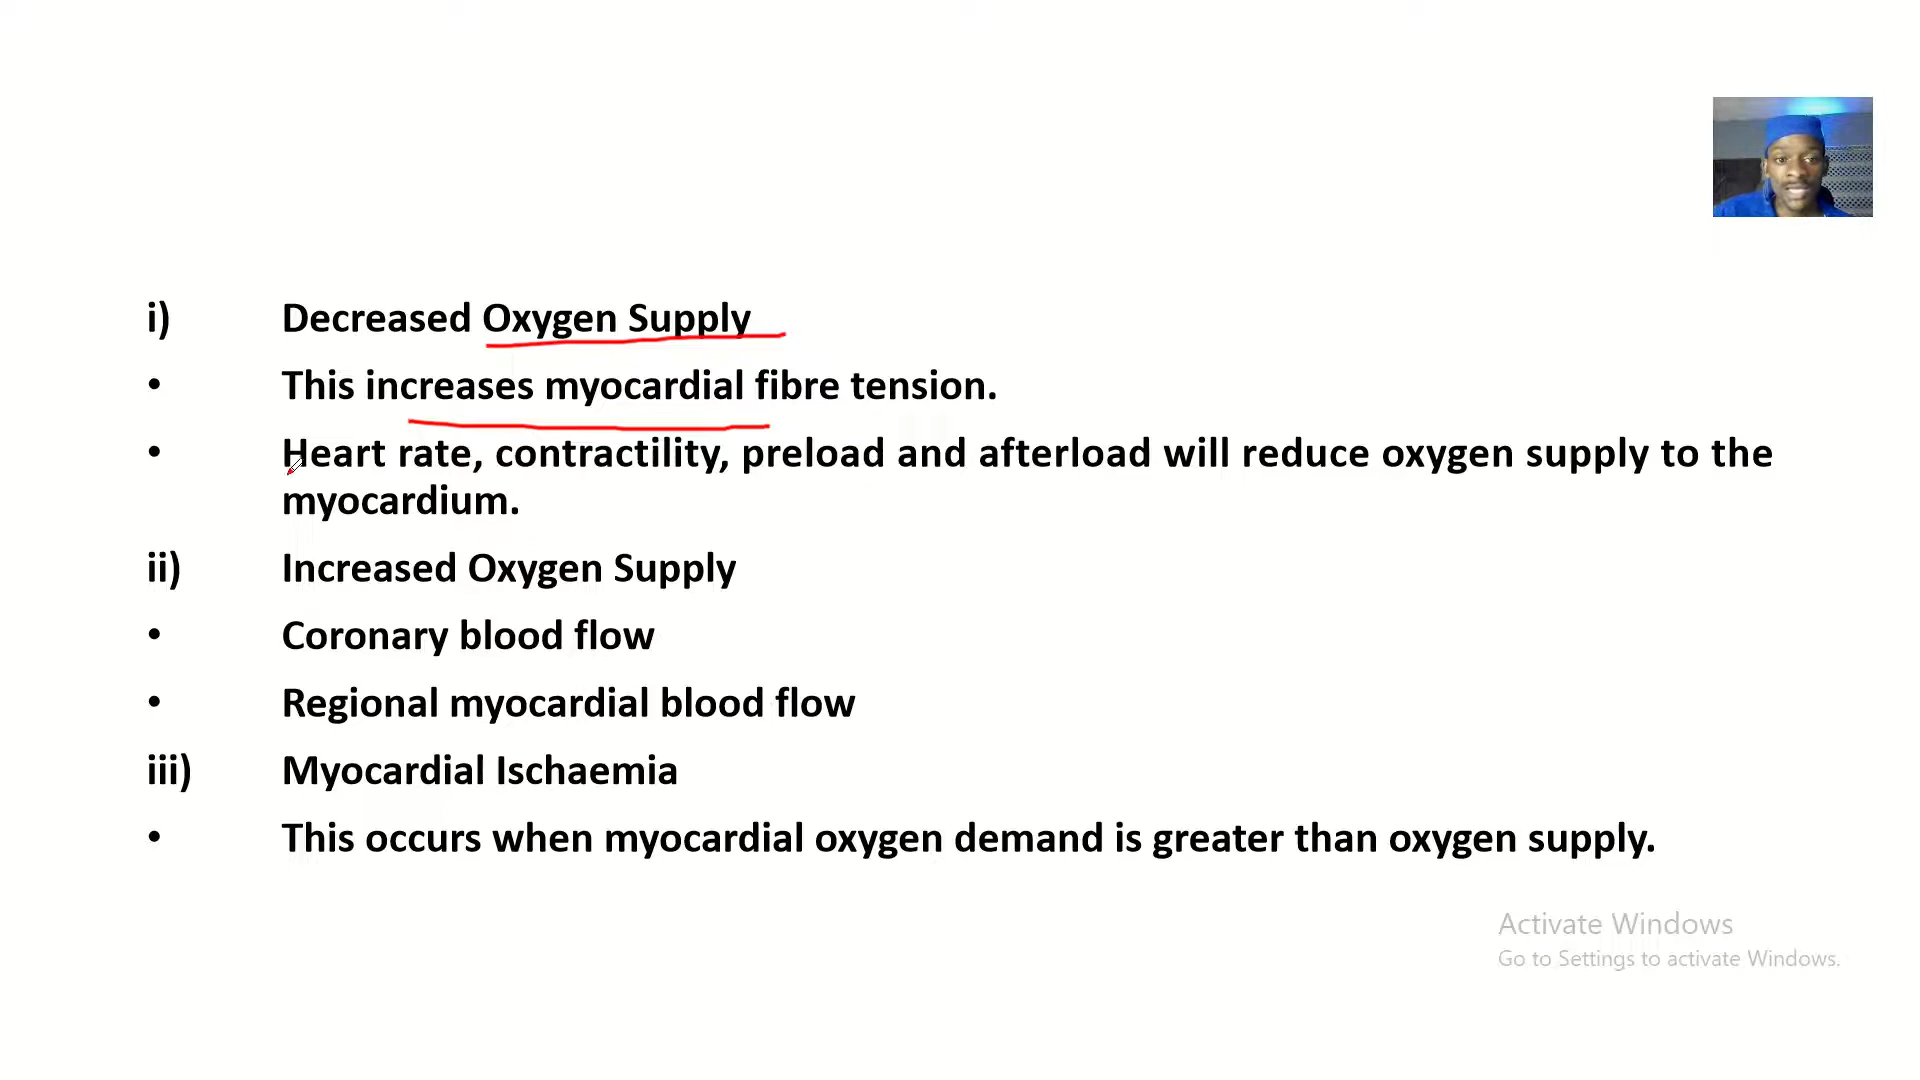 i) Decreased Oxygen Supply
• This increases myocardial fibre tension.
• Heart rate, contractility, preload and afterload will reduce oxygen supply to the
myocardium.
ii) Increased Oxygen Supply
• Coronary blood flow
• Regional myocardial blood flow
iii) Myocardial Ischaemia
• This occurs when myocardial oxygen demand is greater than oxygen supply.
Activate Windows
Go to Settings to activate Windows.